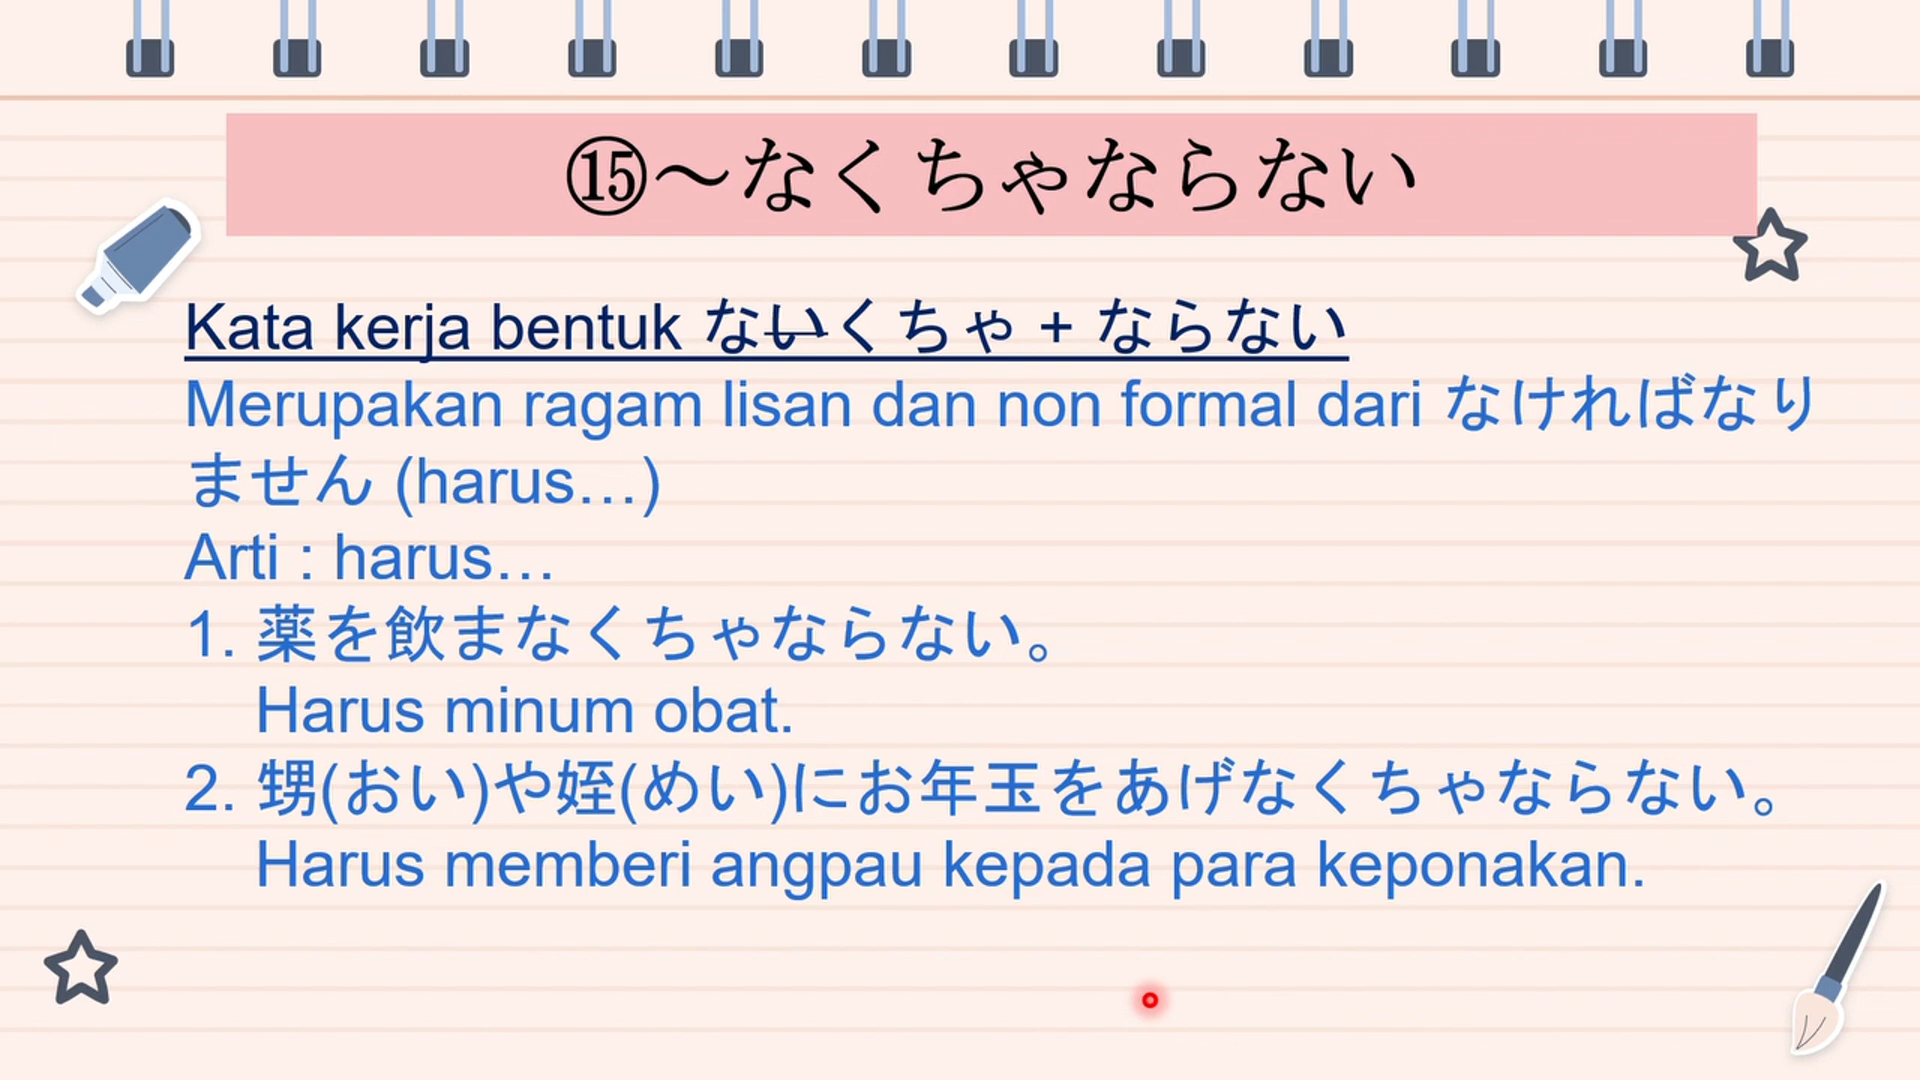 ⑮～なくちゃならない
Kata kerja bentuk ないくちゃ + ならない
Merupakan ragam lisan dan non formal dari なければなり
ません (harus…)
Arti : harus…
1. 薬を飲まなくちゃならない。
Harus minum obat.
2. 甥(おい)や姪(めい)にお年玉をあげなくちゃならない。
Harus memberi angpau kepada para keponakan.